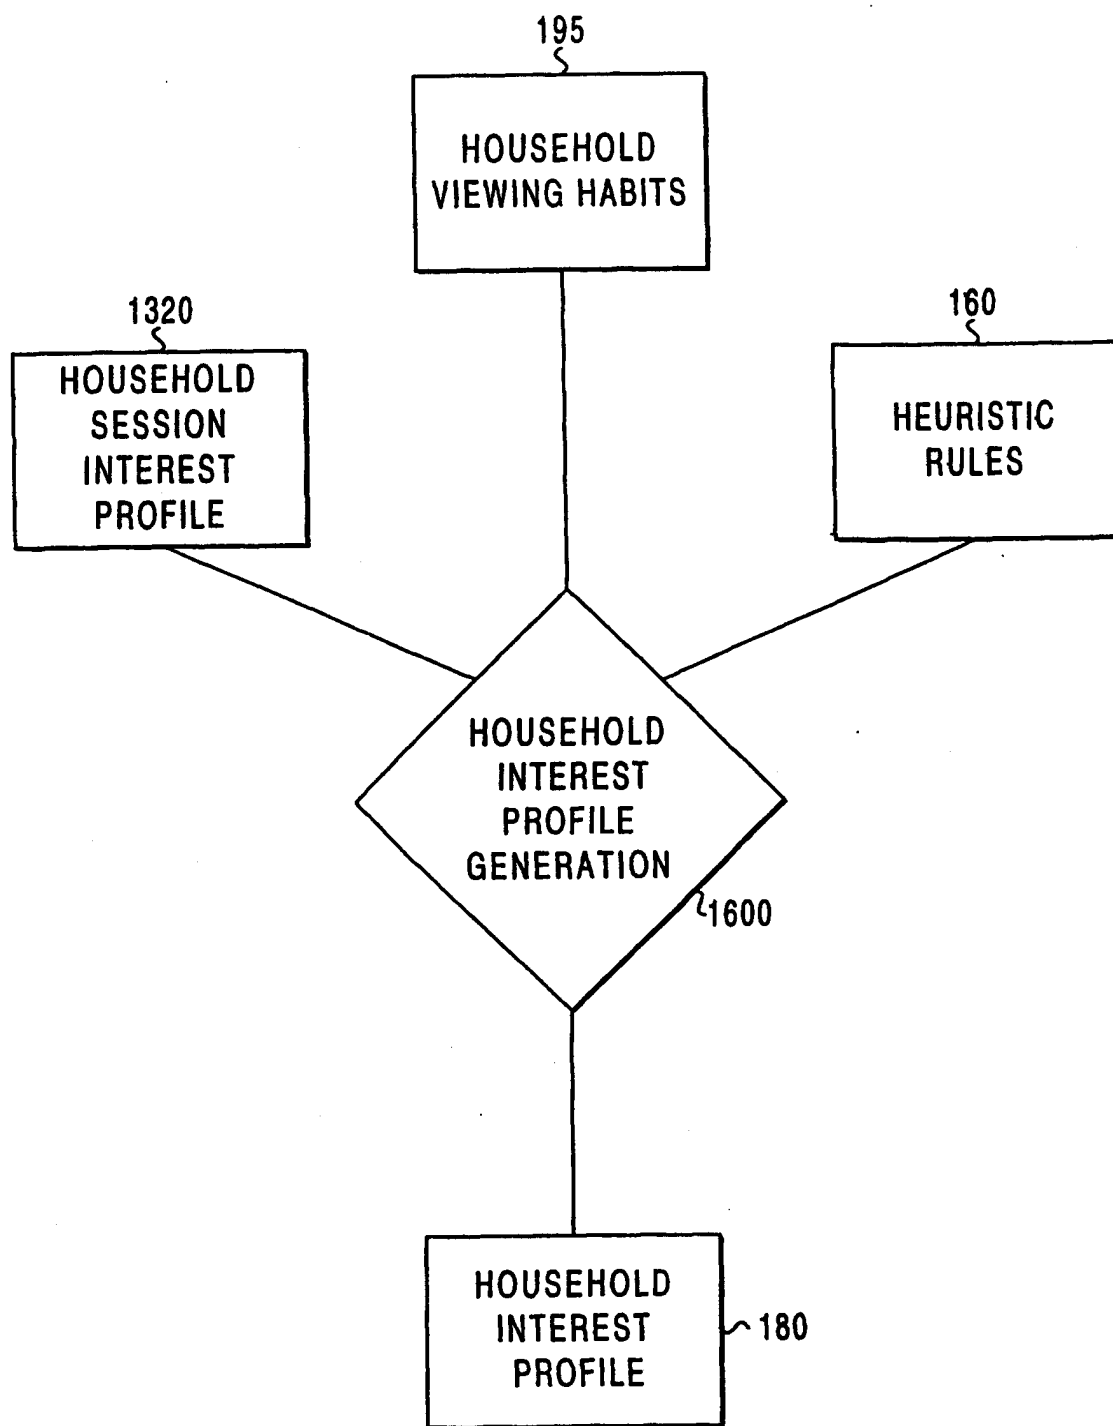 195
HOUSEHOLD
VIEWING HABITS
1320
HOUSEHOLD
SESSION
INTEREST
PROFILE
160
HEURISTIC
RULES
HOUSEHOLD
INTEREST
PROFILE
GENERATION
1600
HOUSEHOLD
INTEREST
PROFILE
180